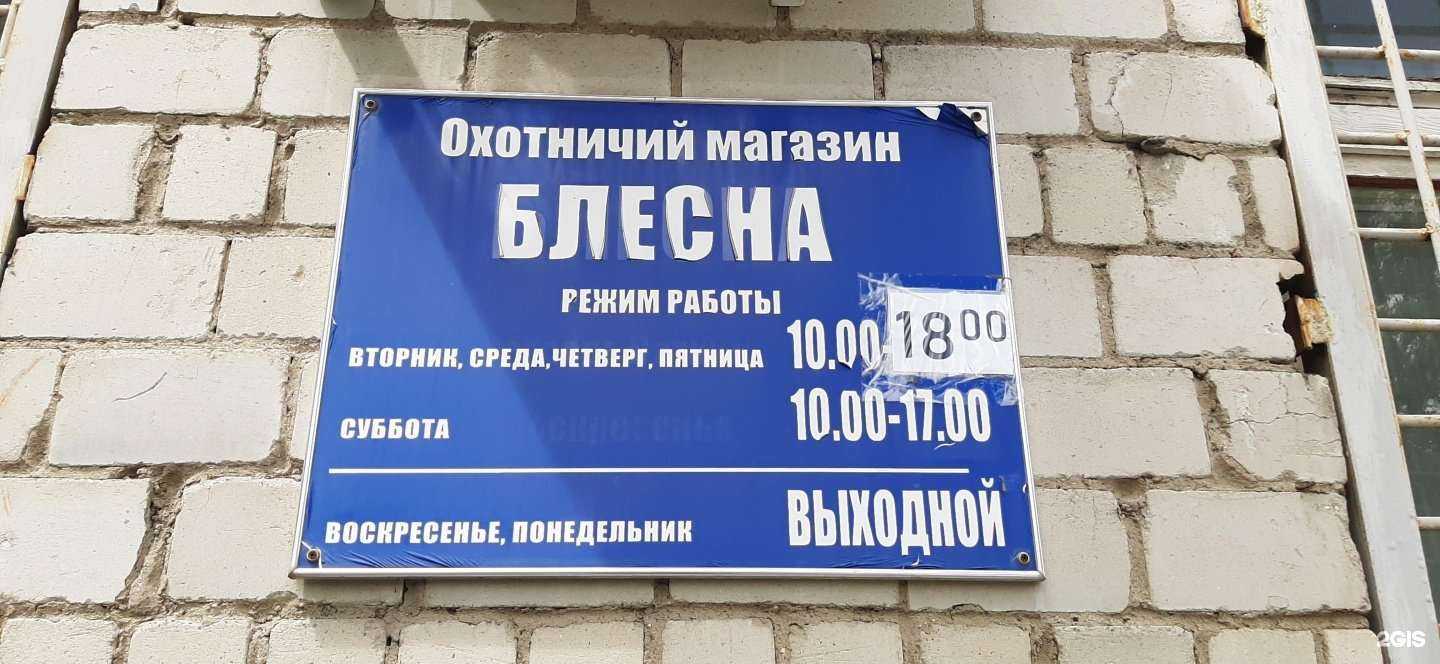 Охотничий магазин
БЛЕСНА
РЕЖИМ РАБОТЫ
ВТОРНИК, СРЕДА,ЧЕТВЕРГ, ПЯТНИЦА 10.00-18 00
СУББОТА 10.00-17.00
ВОСКРЕСЕНЬЕ, ПОНЕДЕЛЬНИК ВЫХОДНОЙ
2GIS